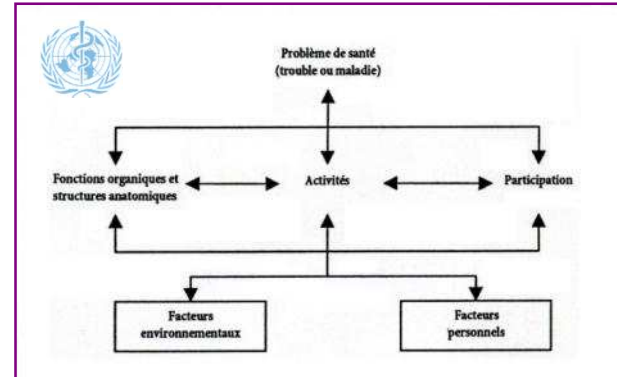 Problème de santé
(trouble ou maladie)
Fonctions organiques et
structures anatomiques
Activités
Participation
Facteurs
environnementaux
Facteurs
personnels